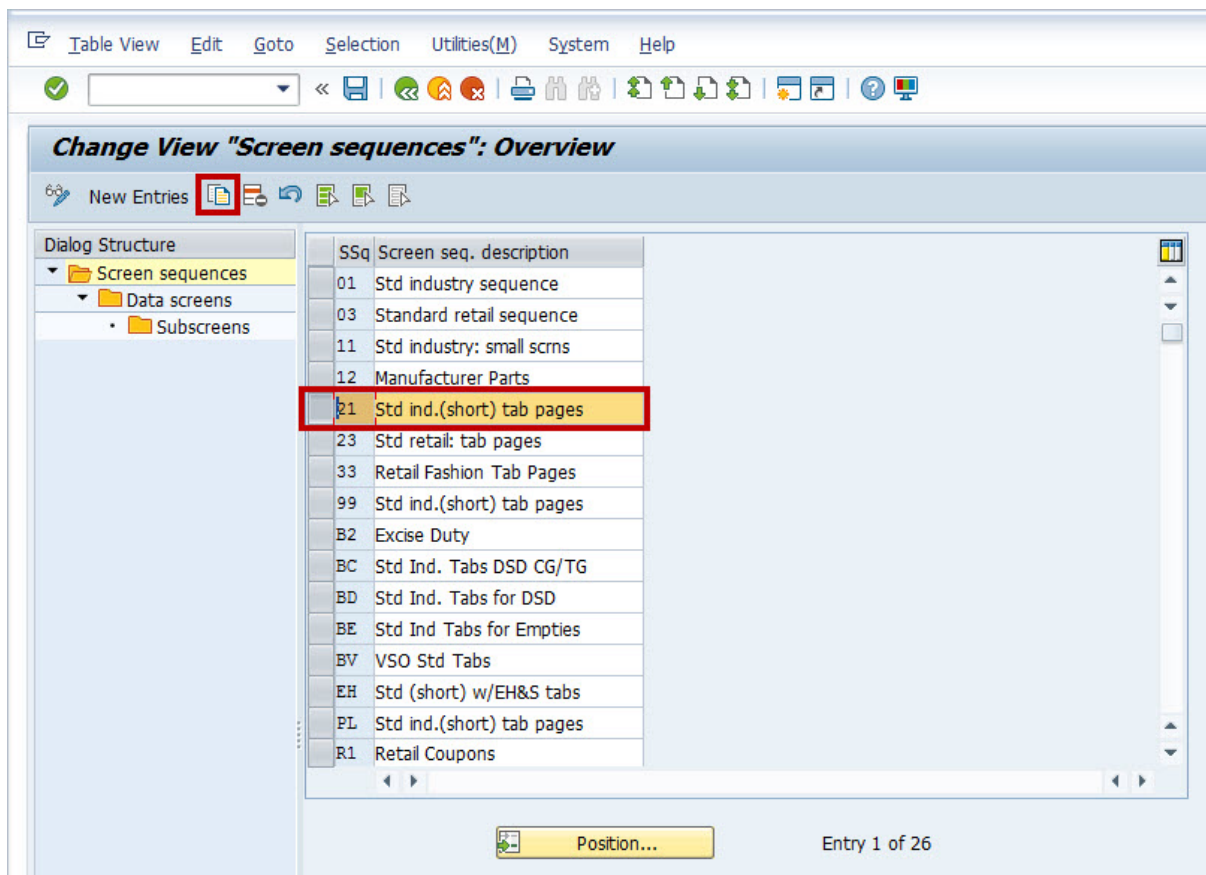 Table View Edit Goto Selection Utilities(M) System Help
Change View "Screen sequences": Overview
New Entries
Dialog Structure
Screen sequences
Data screens
Subscreens
SSq Screen seq. description
01 Std industry sequence
03 Standard retail sequence
11 Std industry: small scrns
12 Manufacturer Parts
21 Std ind.(short) tab pages
23 Std retail: tab pages
33 Retail Fashion Tab Pages
99 Std ind.(short) tab pages
B2 Excise Duty
BC Std Ind. Tabs DSD CG/TG
BD Std Ind. Tabs for DSD
BE Std Ind Tabs for Empties
BV VSO Std Tabs
EH Std (short) w/EH&S tabs
PL Std ind.(short) tab pages
R1 Retail Coupons
Position... Entry 1 of 26